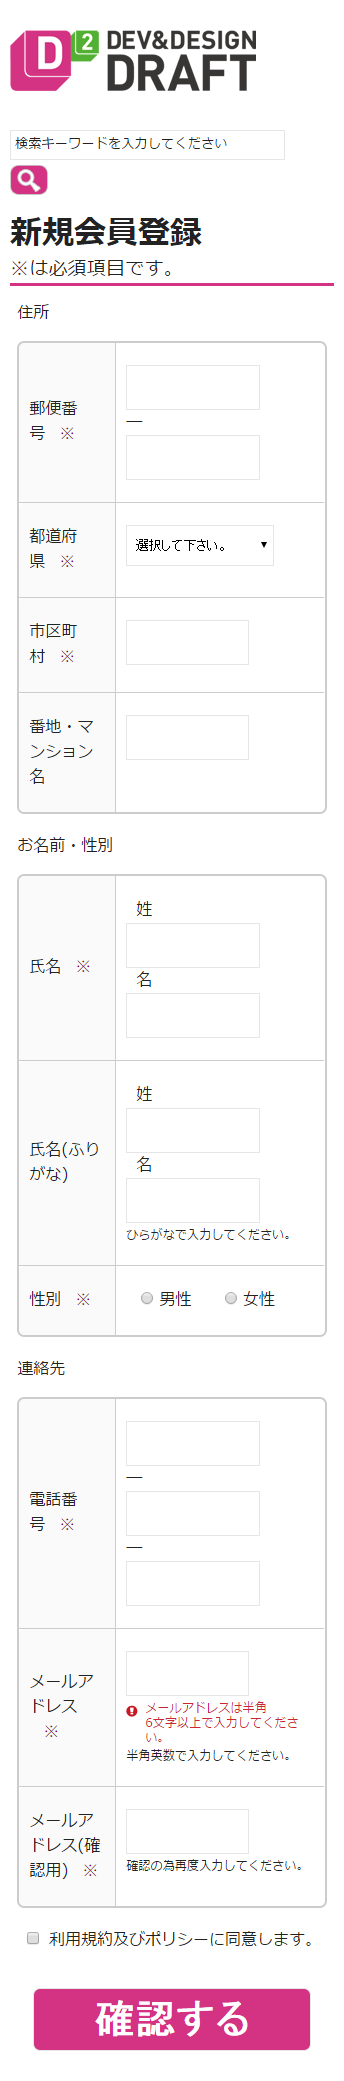 D2 DEV&DESIGN
DRAFT
検索キーワードを入力してください
新規会員登録
※は必須項目です。
住所
郵便番
号 ※
―
都道府
県 ※
選択して下さい。
市区町
村 ※
番地・マ
ンション
名
お名前・性別
氏名 ※
姓
名
氏名(ふり
がな)
姓
名
ひらがなで入力してください。
性別 ※
男性 女性
連絡先
電話番
号 ※
―
―
メールア
ドレス
※
メールアドレスは半角
6文字以上で入力してくださ
い。
半角英数で入力してください。
メールア
ドレス(確
認用) ※
確認の為再度入力してください。
利用規約及びポリシーに同意します。
確認する